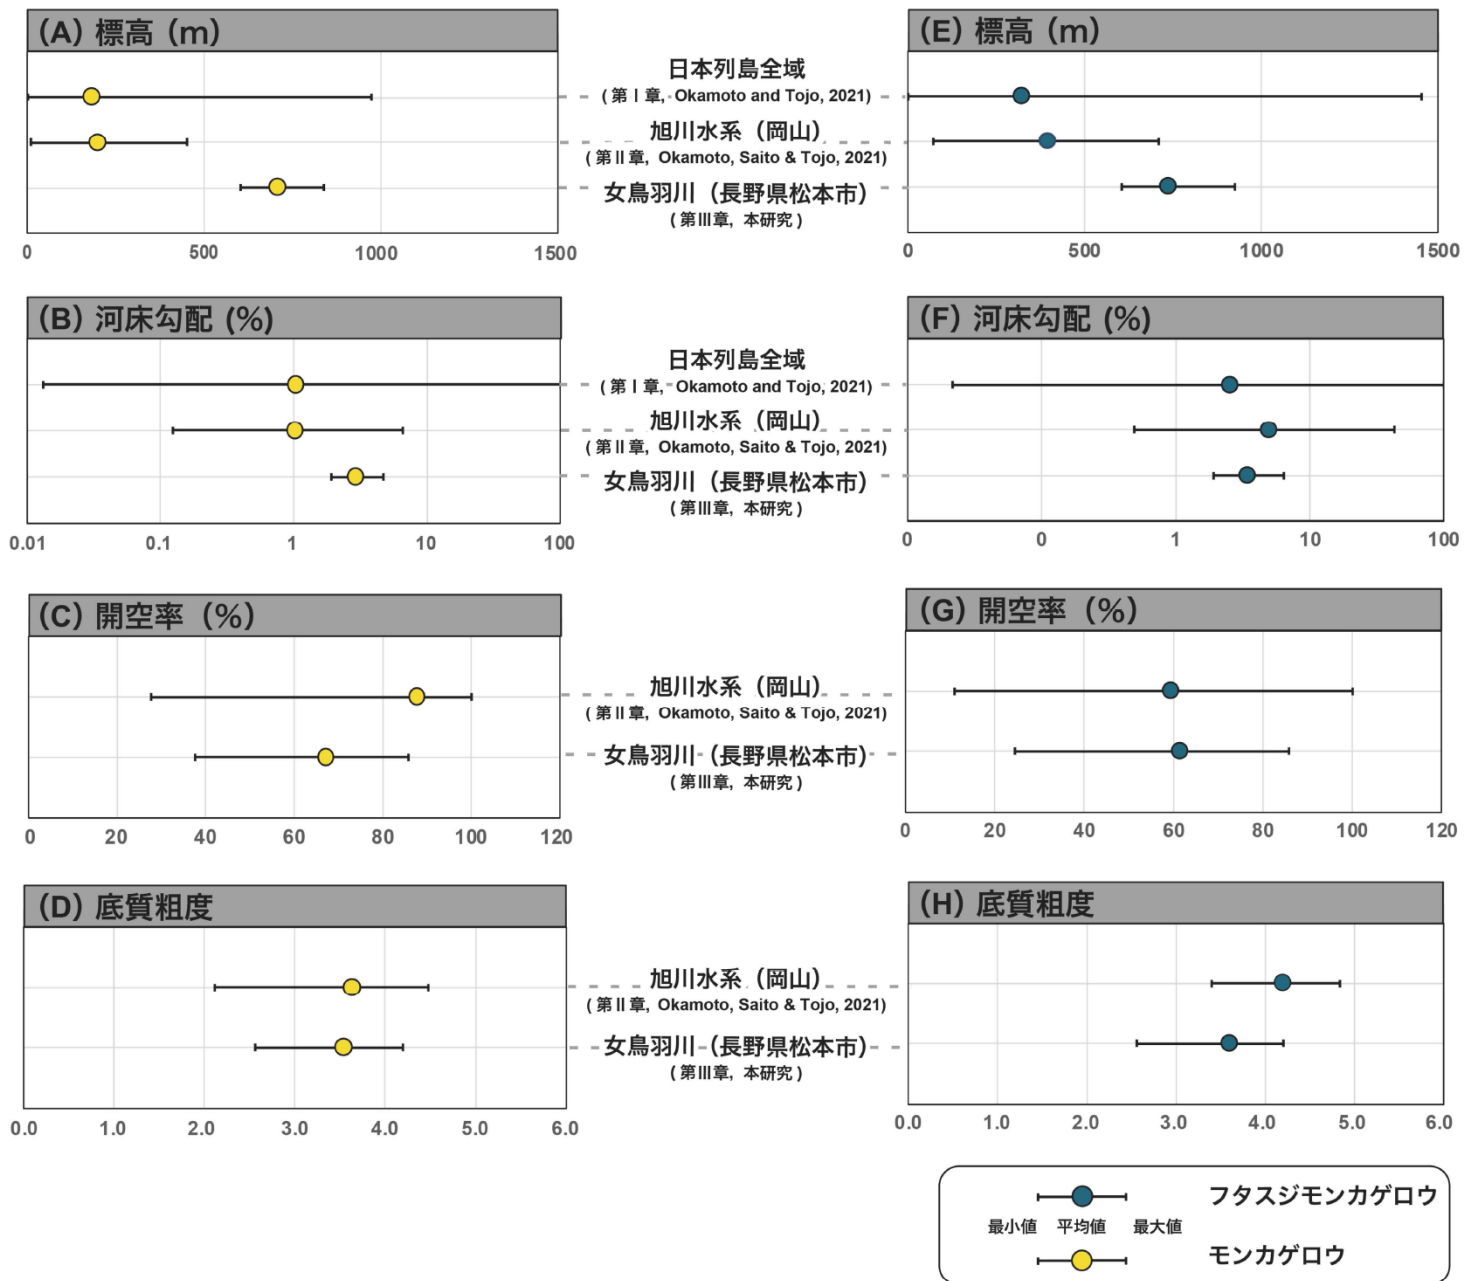 (A) 標高 (m)
(E) 標高 (m)
日本列島全域
( 第Ⅰ章, Okamoto and Tojo, 2021)
旭川水系（岡山）
( 第Ⅱ章, Okamoto, Saito & Tojo, 2021)
女鳥羽川（長野県松本市）
( 第Ⅲ章, 本研究 )
0 500 1000 1500
0 500 1000 1500
(B) 河床勾配 (%)
(F) 河床勾配 (%)
日本列島全域
( 第Ⅰ章, Okamoto and Tojo, 2021)
旭川水系（岡山）
( 第Ⅱ章, Okamoto, Saito & Tojo, 2021)
女鳥羽川（長野県松本市）
( 第Ⅲ章, 本研究 )
0.01 0.1 1 10 100
0 0 1 10 100
(C) 開空率（%）
(G) 開空率（%）
旭川水系（岡山）
( 第Ⅱ章, Okamoto, Saito & Tojo, 2021)
女鳥羽川（長野県松本市）
( 第Ⅲ章, 本研究 )
0 20 40 60 80 100 120
0 20 40 60 80 100 120
(D) 底質粗度
(H) 底質粗度
旭川水系（岡山）
( 第Ⅱ章, Okamoto, Saito & Tojo, 2021)
女鳥羽川（長野県松本市）
( 第Ⅲ章, 本研究 )
0.0 1.0 2.0 3.0 4.0 5.0 6.0
0.0 1.0 2.0 3.0 4.0 5.0 6.0
フタスジモンカゲロウ
最小値 平均値 最大値
モンカゲロウ